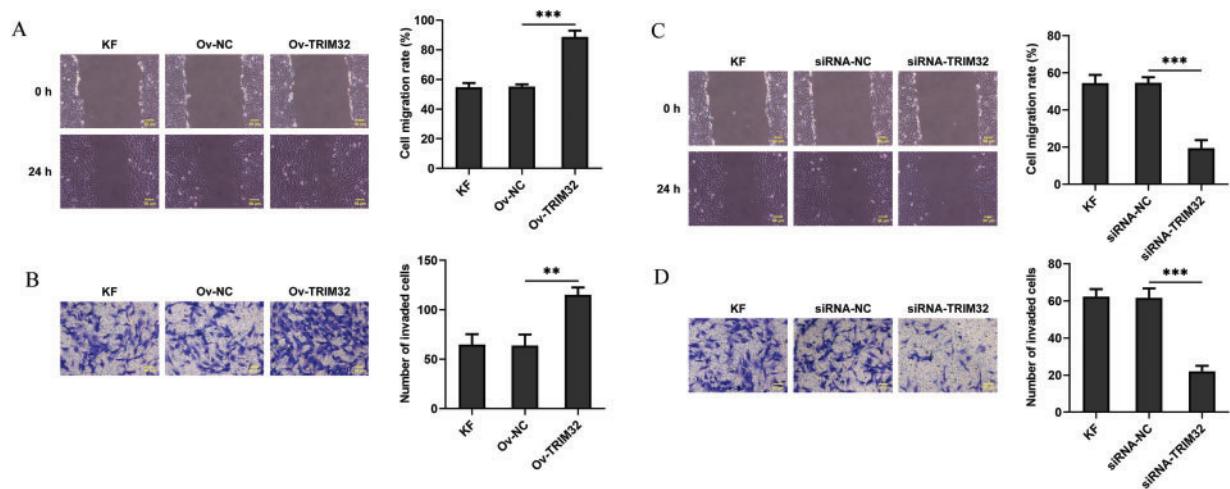 A
KF Ov-NC Ov-TRIM32
0 h
24 h
Cell migration rate (%)
100
80
60
40
20
0
***
KF
Ov-NC
Ov-TRIM32
B
KF Ov-NC Ov-TRIM32
Number of invaded cells
150
100
50
0
**
KF
Ov-NC
Ov-TRIM32
C
KF siRNA-NC siRNA-TRIM32
0 h
24 h
Cell migration rate (%)
80
60
40
20
0
***
KF
siRNA-NC
siRNA-TRIM32
D
KF siRNA-NC siRNA-TRIM32
Number of invaded cells
80
60
40
20
0
***
KF
siRNA-NC
siRNA-TRIM32